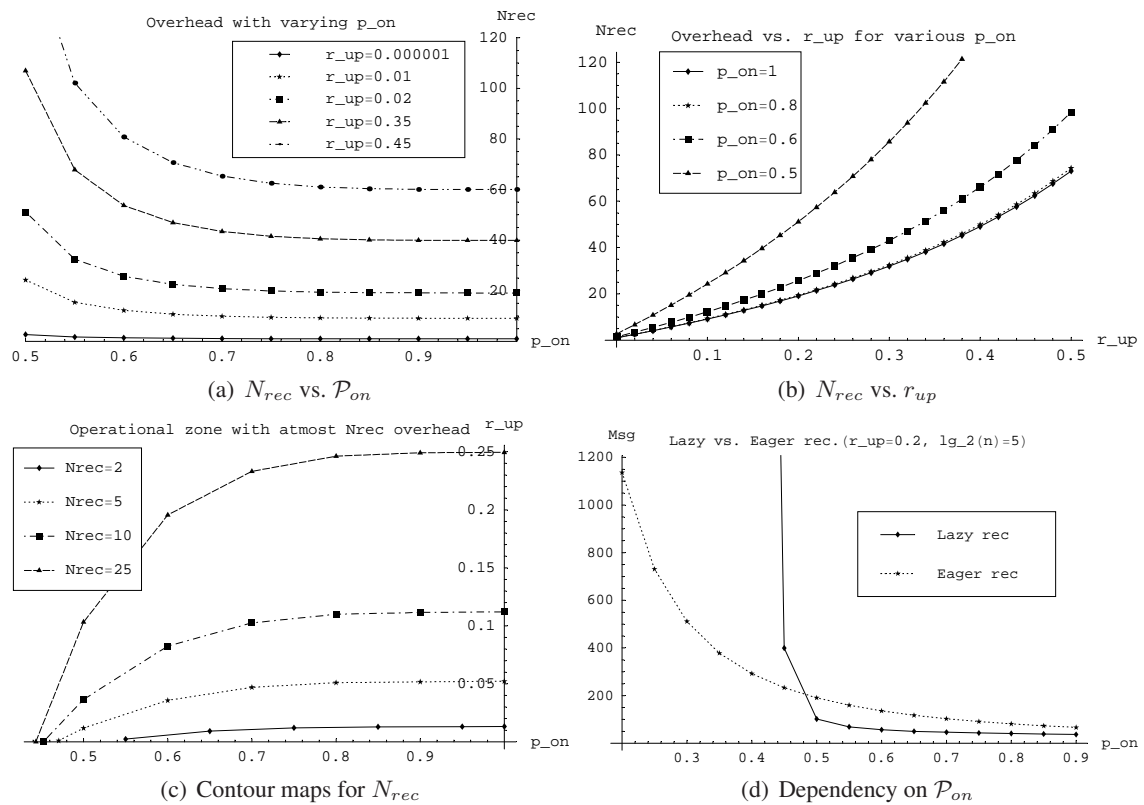 Overhead with varying p_on
Nrec
120
100
80
60
40
20
r_up=0.000001
r_up=0.01
r_up=0.02
r_up=0.35
r_up=0.45
0.5 0.6 0.7 0.8 0.9
p_on
(a) N_rec vs. P_on
Nrec
Overhead vs. r_up for various p_on
120
100
80
60
40
20
p_on=1
p_on=0.8
p_on=0.6
p_on=0.5
0.1 0.2 0.3 0.4 0.5
r_up
(b) N_rec vs. r_up
Operational zone with atmost Nrec overhead
r_up
0.25
0.2
0.15
0.1
0.05
Nrec=2
Nrec=5
Nrec=10
Nrec=25
0.5 0.6 0.7 0.8 0.9
p_on
(c) Contour maps for N_rec
Msg
Lazy vs. Eager rec.(r_up=0.2, lg_2(n)=5)
1200
1000
800
600
400
200
Lazy rec
Eager rec
0.3 0.4 0.5 0.6 0.7 0.8 0.9
p_on
(d) Dependency on P_on